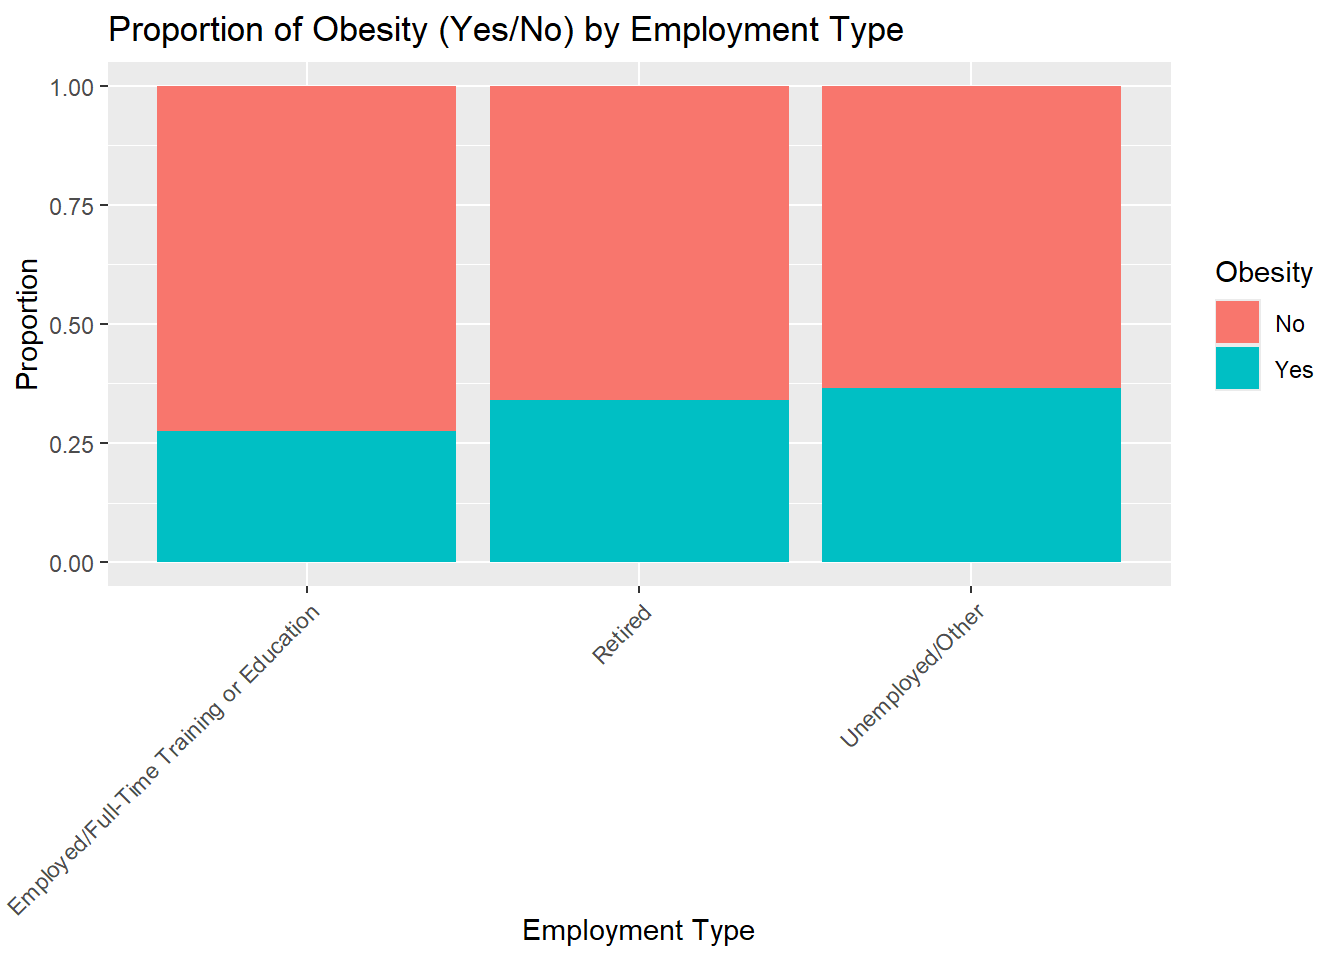 Proportion of Obesity (Yes/No) by Employment Type
1.00
0.75
0.50
0.25
0.00
Proportion
Employed/Full-Time Training or Education
Retired
Unemployed/Other
Employment Type
Obesity
No
Yes